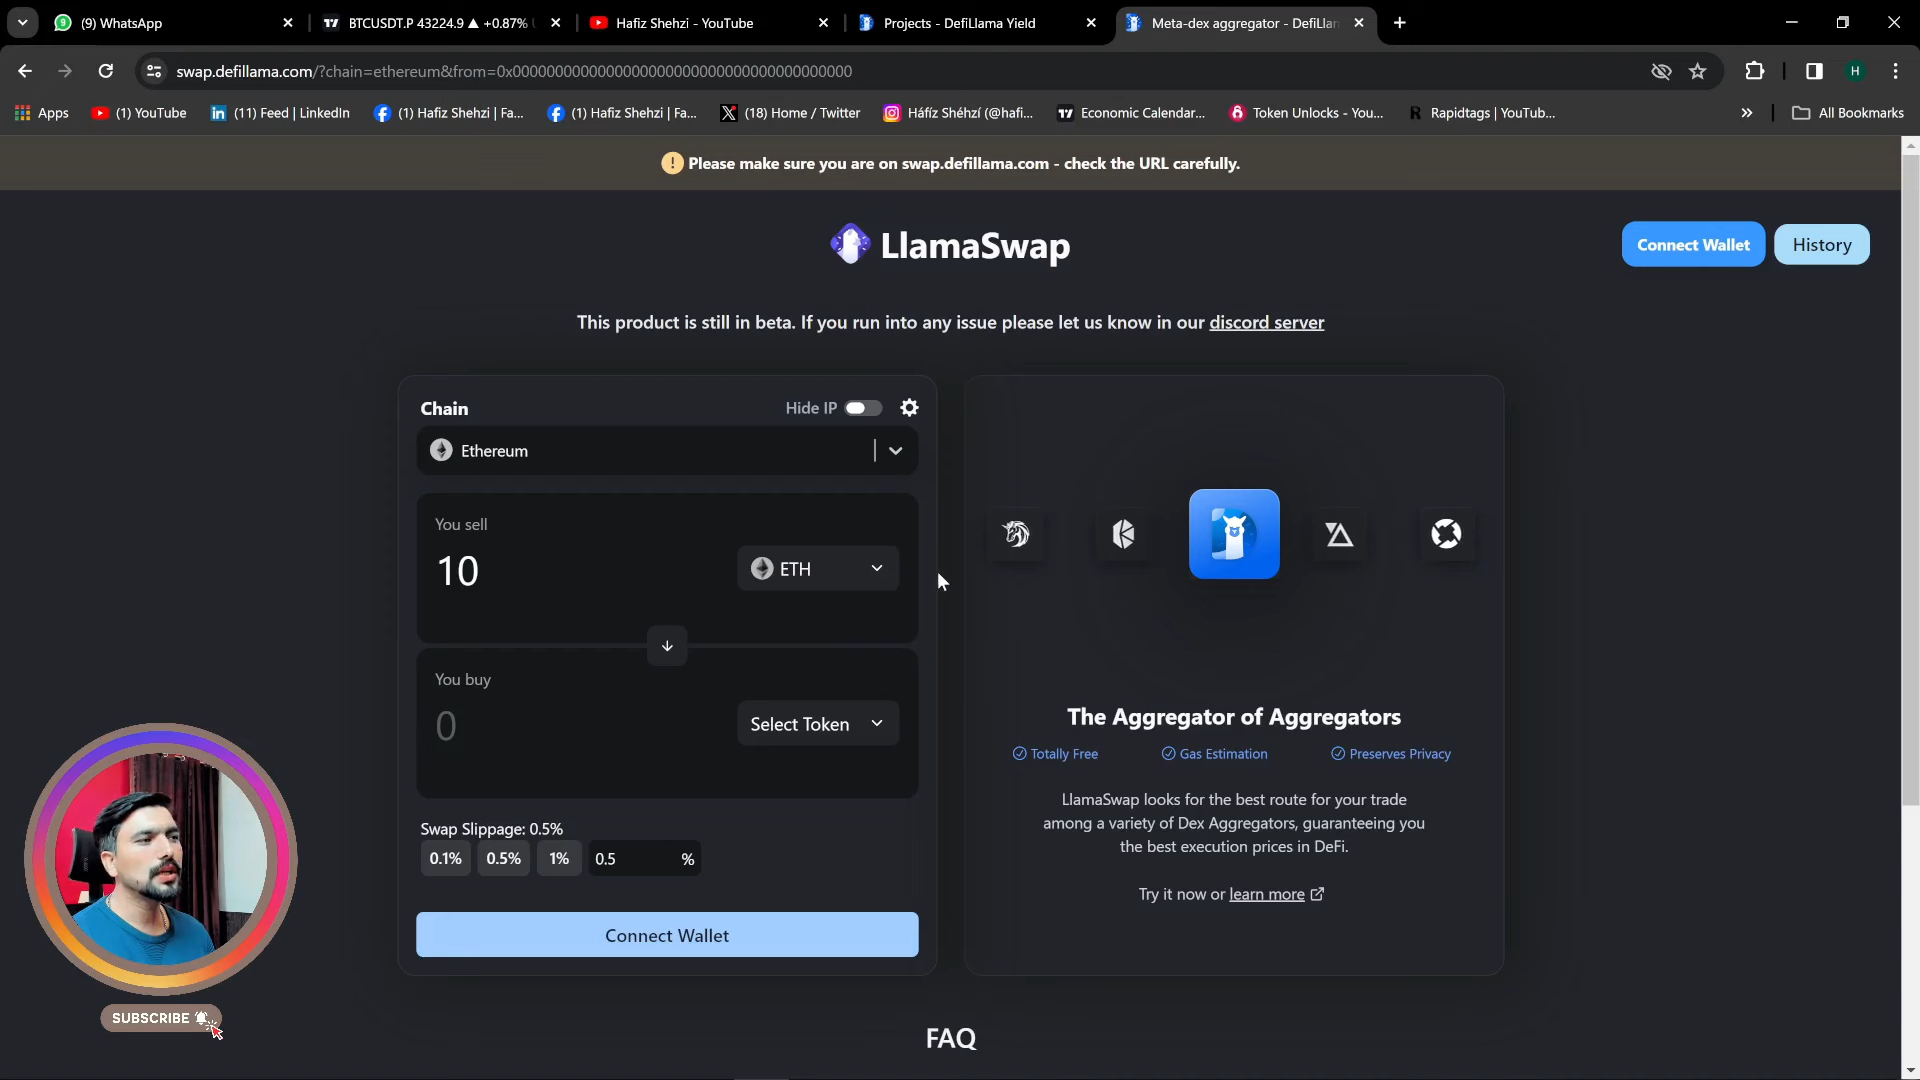 (9) WhatsApp
BTCUSDT.P 43224.9 ▲ +0.87%
Hafiz Shehzi - YouTube
Projects - DefiLlama Yield
Meta-dex aggregator - DefiLlam
swap.defillama.com/?chain=ethereum&from=0x0000000000000000000000000000000000000000
H
Apps
(1) YouTube
(11) Feed | LinkedIn
(1) Hafiz Shehzi | Fa...
(1) Hafiz Shehzi | Fa...
(18) Home / Twitter
Háfíz Shéhzí (@hafi...
Economic Calendar...
Token Unlocks - You...
Rapidtags | YouTub...
All Bookmarks
Please make sure you are on swap.defillama.com - check the URL carefully.
LlamaSwap
Connect Wallet
History
This product is still in beta. If you run into any issue please let us know in our discord server
Chain
Hide IP
Ethereum
You sell
10
ETH
You buy
0
Select Token
Swap Slippage: 0.5%
0.1%
0.5%
1%
0.5
%
Connect Wallet
The Aggregator of Aggregators
Totally Free
Gas Estimation
Preserves Privacy
LlamaSwap looks for the best route for your trade
among a variety of Dex Aggregators, guaranteeing you
the best execution prices in DeFi.
Try it now or learn more
SUBSCRIBE
FAQ